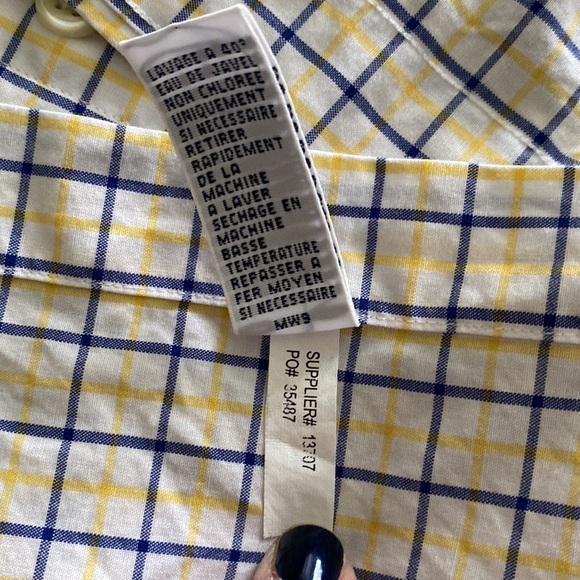 LAVAGE A 40°
EAU DE JAVEL
NON CHLOREE
UNIQUEMENT
SI NECESSAIRE
RETIRER
RAPIDEMENT
DE LA
MACHINE
A LAVER
SECHAGE EN
MACHINE
BASSE
TEMPERATURE
REPASSER A
FER MOYEN
SI NECESSAIRE
MW9
SUPPLIER# 13707
PO# 35487